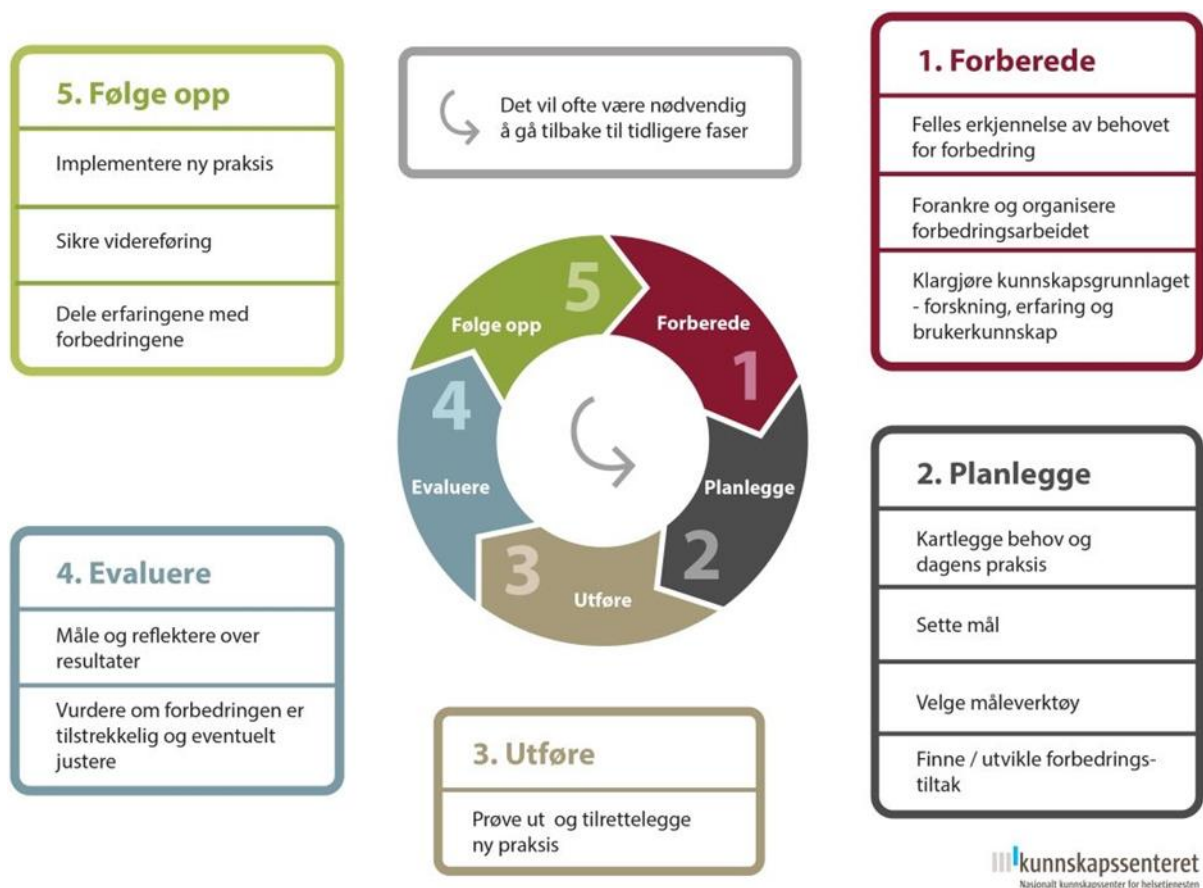 5. Følge opp
Implementere ny praksis
Sikre videreføring
Dele erfaringene med
forbedringene
Det vil ofte være nødvendig
å gå tilbake til tidligere faser
1. Forberede
Felles erkjennelse av behovet
for forbedring
Forankre og organisere
forbedringsarbeidet
Klargjøre kunnskapsgrunnlaget
- forskning, erfaring og
brukerkunnskap
5
Følge opp
Forberede
1
4
Evaluere
Planlegge
2
3
Utføre
2. Planlegge
Kartlegge behov og
dagens praksis
Sette mål
Velge måleverktøy
Finne / utvikle forbedrings-
tiltak
4. Evaluere
Måle og reflektere over
resultater
Vurdere om forbedringen er
tilstrekkelig og eventuelt
justere
3. Utføre
Prøve ut og tilrettelegge
ny praksis
kunnskapssenteret
Nasjonalt kunnskapssenter for helsetjenesten